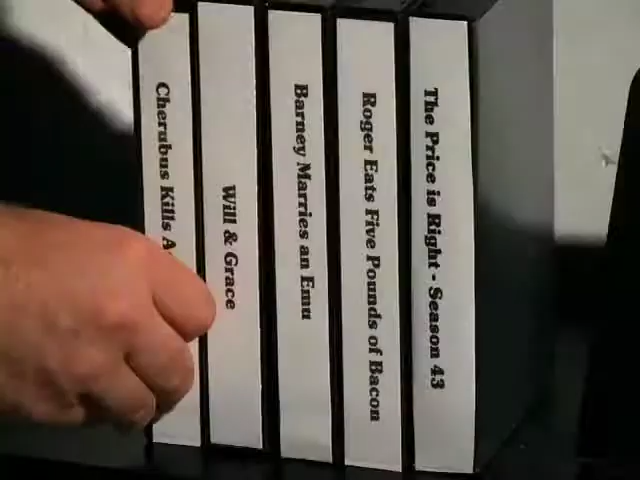 Cherubus Kills
Will & Grace
Barney Marries an Emu
Roger Eats Five Pounds of Bacon
The Price is Right - Season 43